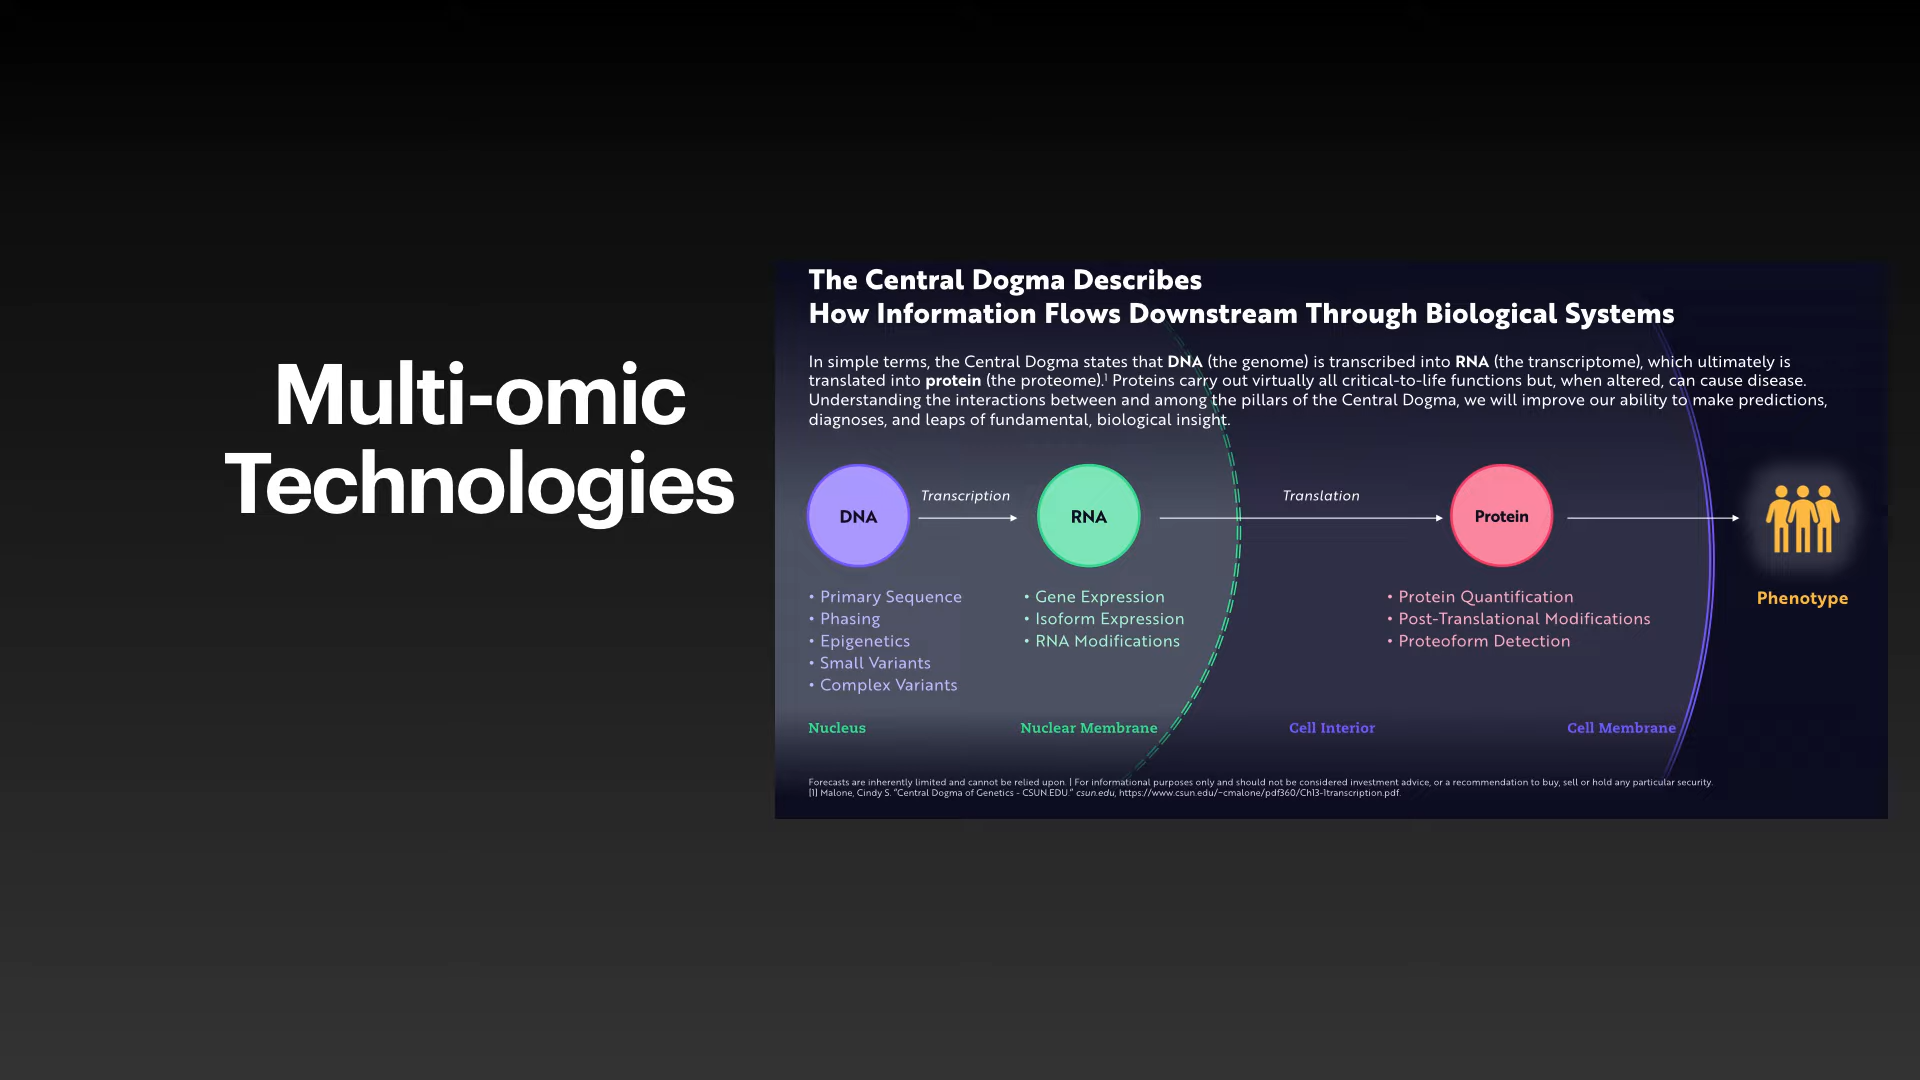 Multi-omic
Technologies
The Central Dogma Describes
How Information Flows Downstream Through Biological Systems
In simple terms, the Central Dogma states that DNA (the genome) is transcribed into RNA (the transcriptome), which ultimately is
translated into protein (the proteome).¹ Proteins carry out virtually all critical-to-life functions but, when altered, can cause disease.
Understanding the interactions between and among the pillars of the Central Dogma, we will improve our ability to make predictions,
diagnoses, and leaps of fundamental, biological insight.
DNA
Transcription
RNA
Translation
Protein
• Primary Sequence
• Phasing
• Epigenetics
• Small Variants
• Complex Variants
• Gene Expression
• Isoform Expression
• RNA Modifications
• Protein Quantification
• Post-Translational Modifications
• Proteoform Detection
Phenotype
Nucleus
Nuclear Membrane
Cell Interior
Cell Membrane
Forecasts are inherently limited and cannot be relied upon. | For informational purposes only and should not be considered investment advice, or a recommendation to buy, sell or hold any particular security.
[1] Malone, Cindy S. "Central Dogma of Genetics - CSUN.EDU." csun.edu, https://www.csun.edu/~cmalone/pdf360/Ch13-1transcription.pdf.